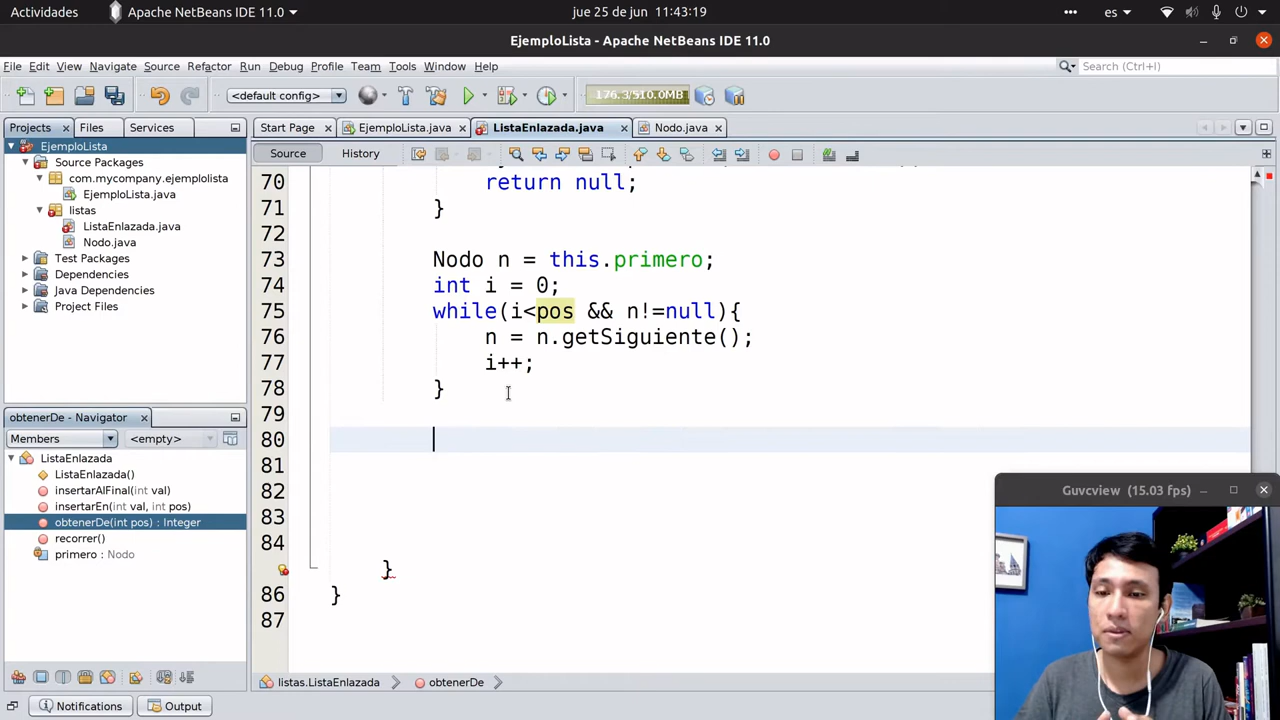 Actividades
Apache NetBeans IDE 11.0
jue 25 de jun 11:43:19
es
EjemploLista - Apache NetBeans IDE 11.0
File Edit View Navigate Source Refactor Run Debug Profile Team Tools Window Help
Search (Ctrl+I)
<default config>
176.3/510.0MB
Projects Files Services
Start Page EjemploLista.java ListaEnlazada.java Nodo.java
EjemploLista
Source Packages
com.mycompany.ejemplolista
EjemploLista.java
listas
ListaEnlazada.java
Nodo.java
Test Packages
Dependencies
Java Dependencies
Project Files
Source History
70 return null;
71 }
72
73 Nodo n = this.primero;
74 int i = 0;
75 while(i<pos && n!=null){
76 n = n.getSiguiente();
77 i++;
78 }
79
80
81
82
83
84
}
86 }
87
obtenerDe - Navigator
Members <empty>
ListaEnlazada
ListaEnlazada()
insertarAlFinal(int val)
insertarEn(int val, int pos)
obtenerDe(int pos) : Integer
recorrer()
primero : Nodo
Guvcview (15.03 fps)
listas.ListaEnlazada obtenerDe
Notifications Output